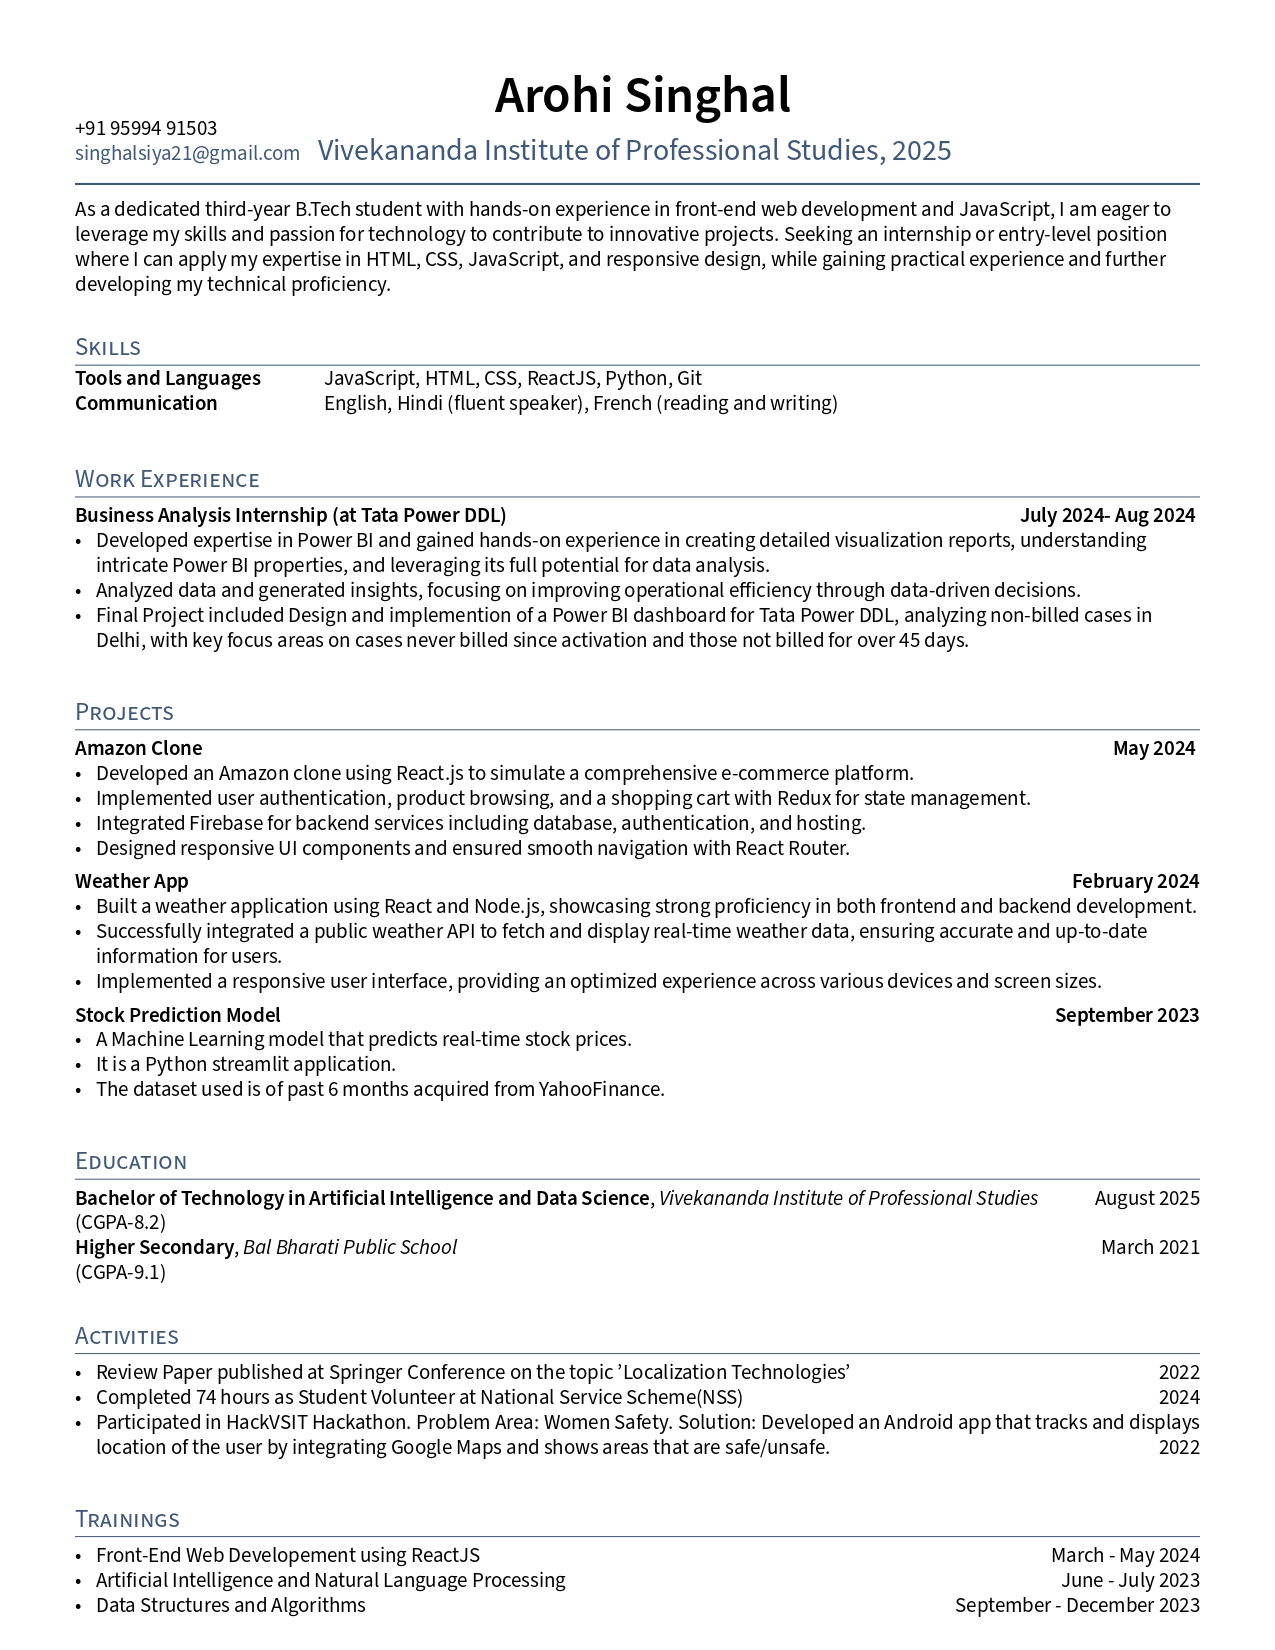 Arohi Singhal
+91 95994 91503
singhalsiya21@gmail.com Vivekananda Institute of Professional Studies, 2025
As a dedicated third-year B.Tech student with hands-on experience in front-end web development and JavaScript, I am eager to
leverage my skills and passion for technology to contribute to innovative projects. Seeking an internship or entry-level position
where I can apply my expertise in HTML, CSS, JavaScript, and responsive design, while gaining practical experience and further
developing my technical proficiency.
Skills
Tools and Languages JavaScript, HTML, CSS, ReactJS, Python, Git
Communication English, Hindi (fluent speaker), French (reading and writing)
Work Experience
Business Analysis Internship (at Tata Power DDL) July 2024- Aug 2024
• Developed expertise in Power BI and gained hands-on experience in creating detailed visualization reports, understanding
intricate Power BI properties, and leveraging its full potential for data analysis.
• Analyzed data and generated insights, focusing on improving operational efficiency through data-driven decisions.
• Final Project included Design and implemention of a Power BI dashboard for Tata Power DDL, analyzing non-billed cases in
Delhi, with key focus areas on cases never billed since activation and those not billed for over 45 days.
Projects
Amazon Clone May 2024
• Developed an Amazon clone using React.js to simulate a comprehensive e-commerce platform.
• Implemented user authentication, product browsing, and a shopping cart with Redux for state management.
• Integrated Firebase for backend services including database, authentication, and hosting.
• Designed responsive UI components and ensured smooth navigation with React Router.
Weather App February 2024
• Built a weather application using React and Node.js, showcasing strong proficiency in both frontend and backend development.
• Successfully integrated a public weather API to fetch and display real-time weather data, ensuring accurate and up-to-date
information for users.
• Implemented a responsive user interface, providing an optimized experience across various devices and screen sizes.
Stock Prediction Model September 2023
• A Machine Learning model that predicts real-time stock prices.
• It is a Python streamlit application.
• The dataset used is of past 6 months acquired from YahooFinance.
Education
Bachelor of Technology in Artificial Intelligence and Data Science, Vivekananda Institute of Professional Studies August 2025
(CGPA-8.2)
Higher Secondary, Bal Bharati Public School March 2021
(CGPA-9.1)
Activities
• Review Paper published at Springer Conference on the topic ’Localization Technologies’ 2022
• Completed 74 hours as Student Volunteer at National Service Scheme(NSS) 2024
• Participated in HackVSIT Hackathon. Problem Area: Women Safety. Solution: Developed an Android app that tracks and displays
location of the user by integrating Google Maps and shows areas that are safe/unsafe. 2022
Trainings
• Front-End Web Developement using ReactJS March - May 2024
• Artificial Intelligence and Natural Language Processing June - July 2023
• Data Structures and Algorithms September - December 2023